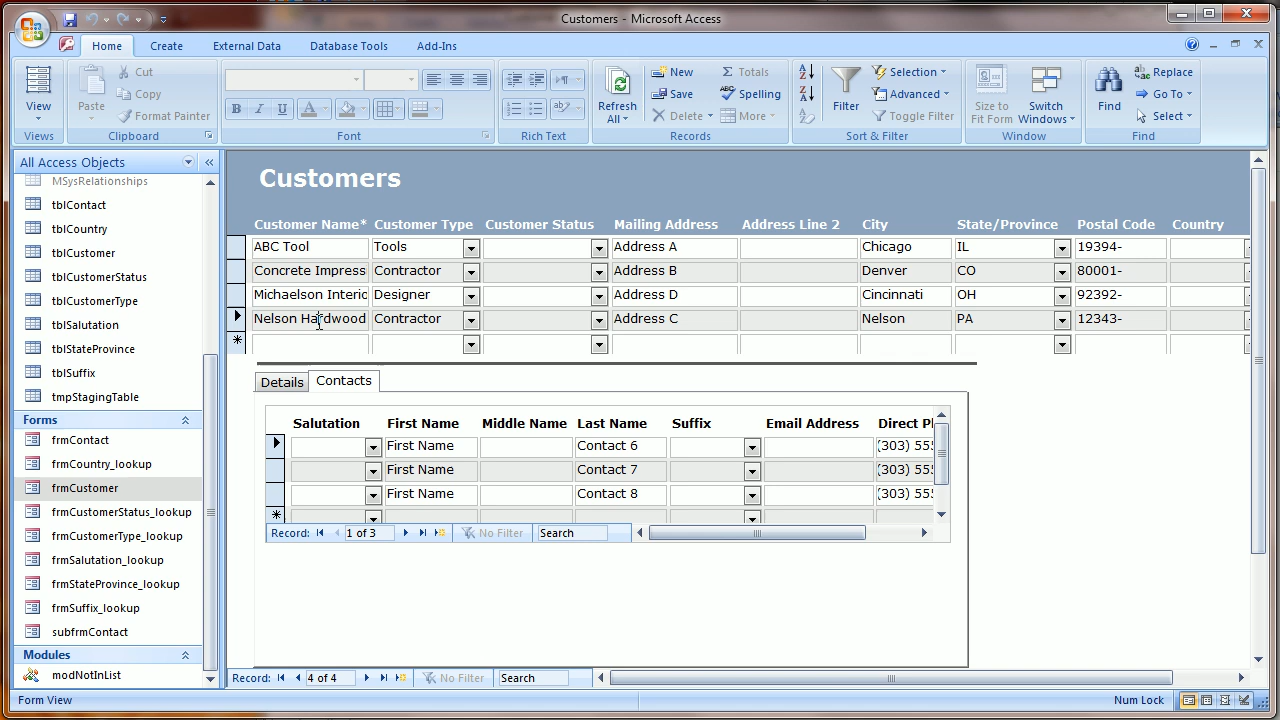 Customers - Microsoft Access
Home Create External Data Database Tools Add-Ins
View
Views
Paste
Cut
Copy
Format Painter
Clipboard
B I U A
Font
Rich Text
Refresh All
New
Save
Delete
Totals
Spelling
More
Records
Filter
Selection
Advanced
Toggle Filter
Sort & Filter
Size to Fit Form
Switch Windows
Window
Find
Replace
Go To
Select
Find
All Access Objects
MSysRelationships
tblContact
tblCountry
tblCustomer
tblCustomerStatus
tblCustomerType
tblSalutation
tblStateProvince
tblSuffix
tmpStagingTable
Forms
frmContact
frmCountry_lookup
frmCustomer
frmCustomerStatus_lookup
frmCustomerType_lookup
frmSalutation_lookup
frmStateProvince_lookup
frmSuffix_lookup
subfrmContact
Modules
modNotInList
Customers
Customer Name* Customer Type Customer Status Mailing Address Address Line 2 City State/Province Postal Code Country
ABC Tool Tools Address A Chicago IL 19394-
Concrete Impress Contractor Address B Denver CO 80001-
Michaelson Interic Designer Address D Cincinnati OH 92392-
Nelson Hardwood Contractor Address C Nelson PA 12343-
Details Contacts
Salutation First Name Middle Name Last Name Suffix Email Address Direct Pl
First Name Contact 6 (303) 555
First Name Contact 7 (303) 555
First Name Contact 8 (303) 555
Record: 1 of 3 No Filter Search
Record: 4 of 4 No Filter Search
Form View Num Lock